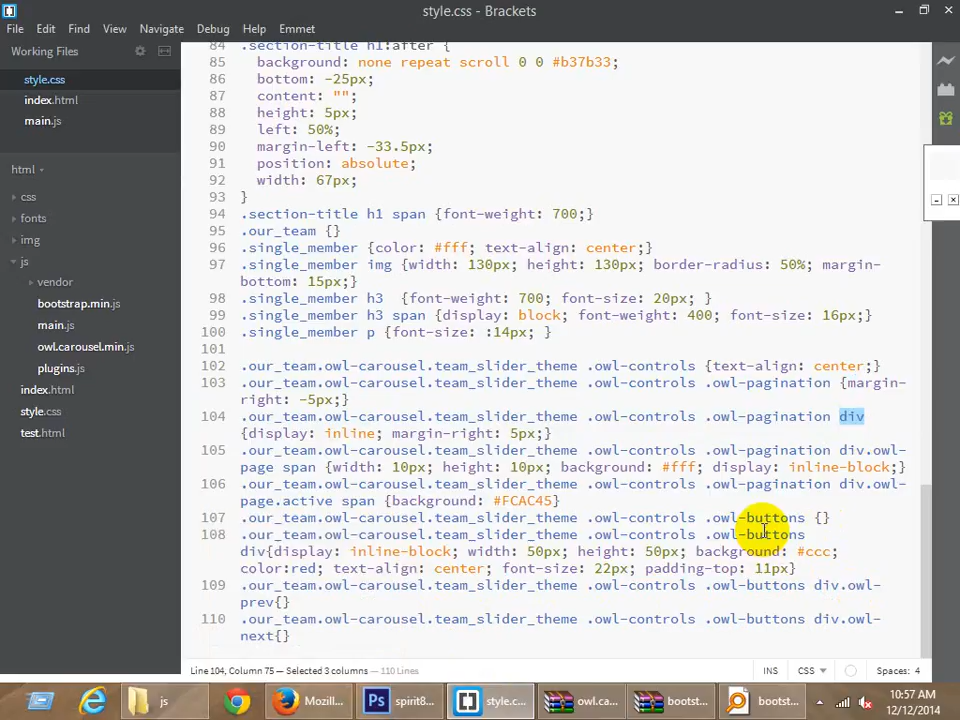 style.css - Brackets
File Edit Find View Navigate Debug Help Emmet
Working Files
style.css
index.html
main.js
html
css
fonts
img
js
vendor
bootstrap.min.js
main.js
owl.carousel.min.js
plugins.js
index.html
style.css
test.html
84 .section-title h1:after {
85 background: none repeat scroll 0 0 #b37b33;
86 bottom: -25px;
87 content: "";
88 height: 5px;
89 left: 50%;
90 margin-left: -33.5px;
91 position: absolute;
92 width: 67px;
93 }
94 .section-title h1 span {font-weight: 700;}
95 .our_team {}
96 .single_member {color: #fff; text-align: center;}
97 .single_member img {width: 130px; height: 130px; border-radius: 50%; margin-
bottom: 15px;}
98 .single_member h3 {font-weight: 700; font-size: 20px; }
99 .single_member h3 span {display: block; font-weight: 400; font-size: 16px;}
100 .single_member p {font-size: :14px; }
101
102 .our_team.owl-carousel.team_slider_theme .owl-controls {text-align: center;}
103 .our_team.owl-carousel.team_slider_theme .owl-controls .owl-pagination {margin-
right: -5px;}
104 .our_team.owl-carousel.team_slider_theme .owl-controls .owl-pagination div
{display: inline; margin-right: 5px;}
105 .our_team.owl-carousel.team_slider_theme .owl-controls .owl-pagination div.owl-
page span {width: 10px; height: 10px; background: #fff; display: inline-block;}
106 .our_team.owl-carousel.team_slider_theme .owl-controls .owl-pagination div.owl-
page.active span {background: #FCAC45}
107 .our_team.owl-carousel.team_slider_theme .owl-controls .owl-buttons {}
108 .our_team.owl-carousel.team_slider_theme .owl-controls .owl-buttons
div{display: inline-block; width: 50px; height: 50px; background: #ccc;
color:red; text-align: center; font-size: 22px; padding-top: 11px}
109 .our_team.owl-carousel.team_slider_theme .owl-controls .owl-buttons div.owl-
prev{}
110 .our_team.owl-carousel.team_slider_theme .owl-controls .owl-buttons div.owl-
next{}
Line 104, Column 75 — Selected 3 columns — 110 Lines
INS CSS Spaces: 4
js Mozill... Ps spirit8... style.c... owl.ca... bootst... bootst...
10:57 AM
12/12/2014